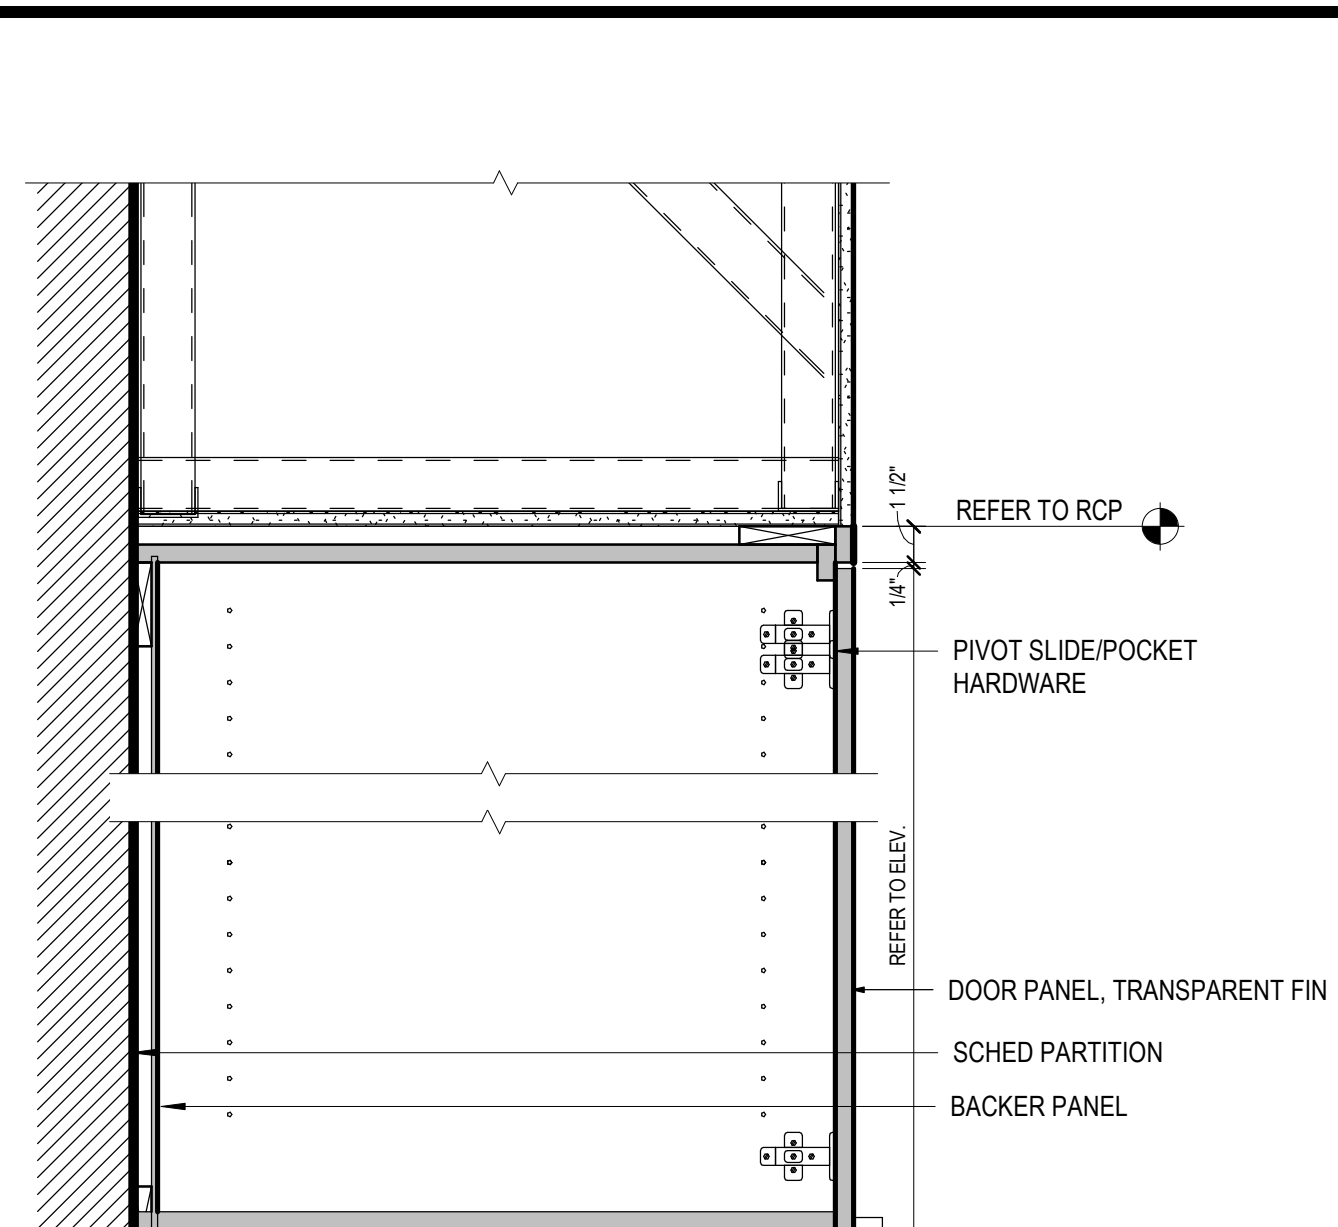 1 1/2"
REFER TO RCP
1/4"
PIVOT SLIDE/POCKET
HARDWARE
REFER TO ELEV.
DOOR PANEL, TRANSPARENT FIN
SCHED PARTITION
BACKER PANEL